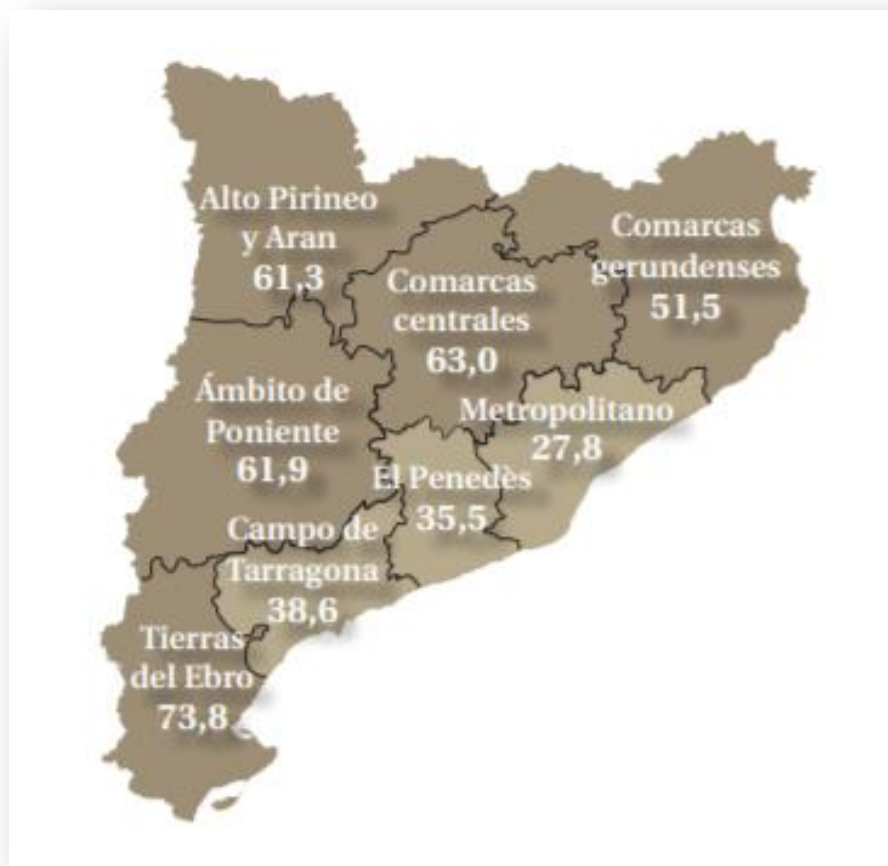 Alto Pirineo
y Aran
61,3
Comarcas
gerundenses
51,5
Comarcas
centrales
63,0
Ámbito de
Poniente
61,9
Metropolitano
27,8
El Penedès
35,5
Campo de
Tarragona
38,6
Tierras
del Ebro
73,8